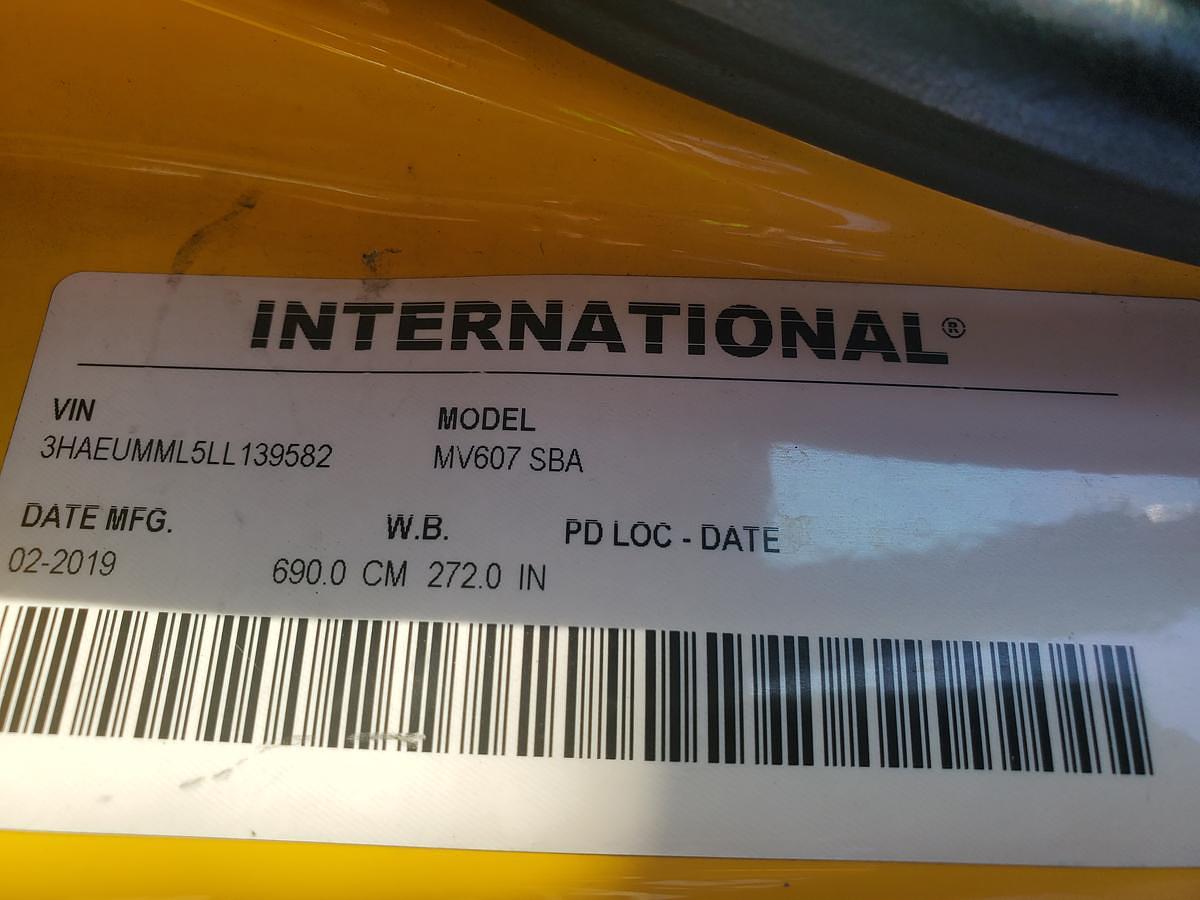 INTERNATIONAL®
VIN MODEL
3HAEUMML5LL139582 MV607 SBA
DATE MFG. W.B. PD LOC - DATE
02-2019 690.0 CM 272.0 IN